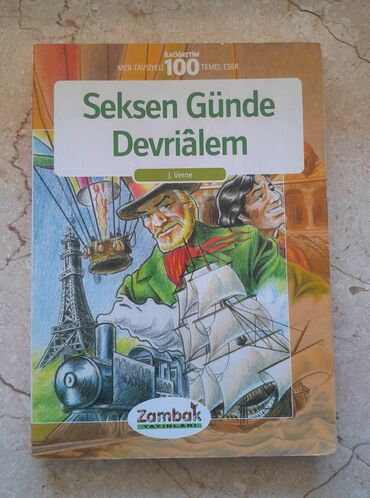 İLKÖĞRETİM
MEB TAVSİYELİ 100 TEMEL ESER
Seksen Günde
Devriâlem
J. Verne
Zambak
YAYINLARI